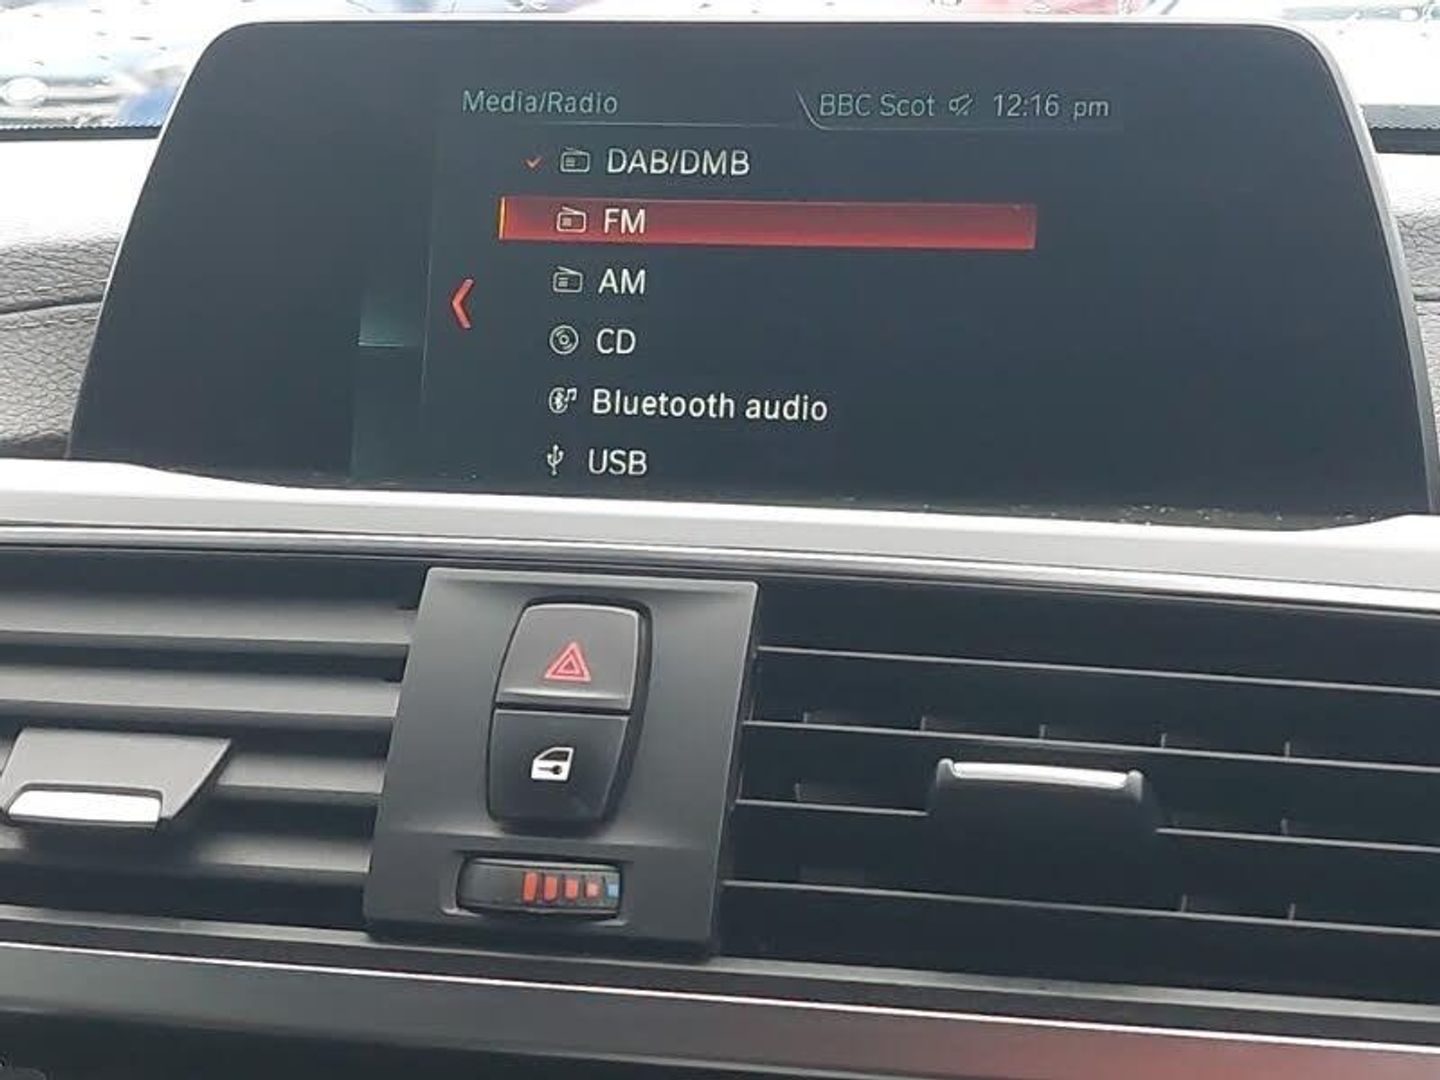 Media/Radio BBC Scot 12:16 pm
DAB/DMB
FM
AM
CD
Bluetooth audio
USB